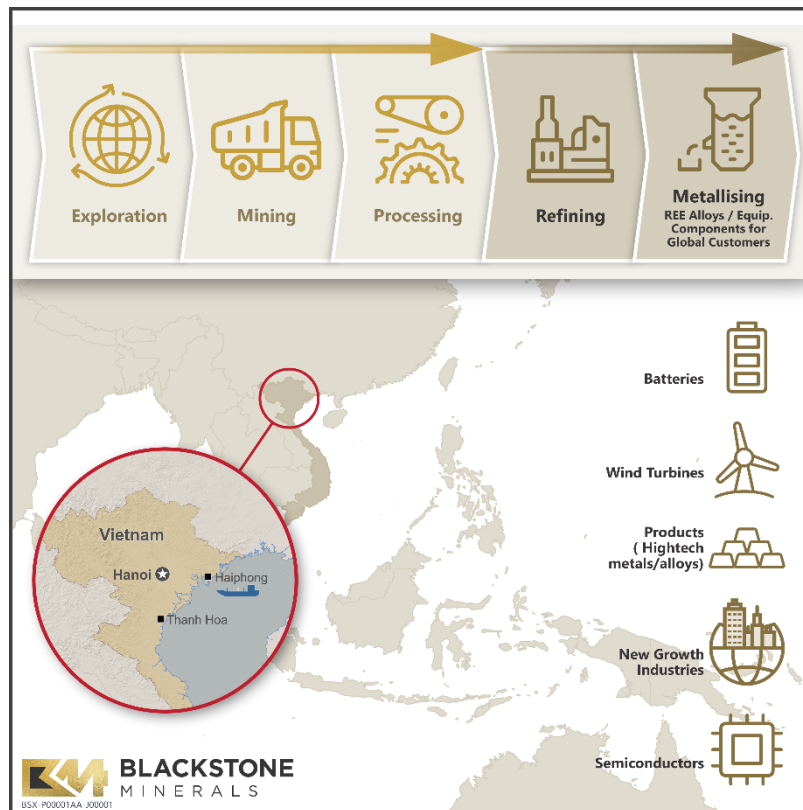 Exploration
Mining
Processing
Refining
Metallising
REE Alloys / Equip.
Components for
Global Customers
Batteries
Wind Turbines
Products
( Hightech
metals/alloys)
New Growth
Industries
Semiconductors
Vietnam
Hanoi
Haiphong
Thanh Hoa
BLACKSTONE
MINERALS
BSX-P00001AA-J00001